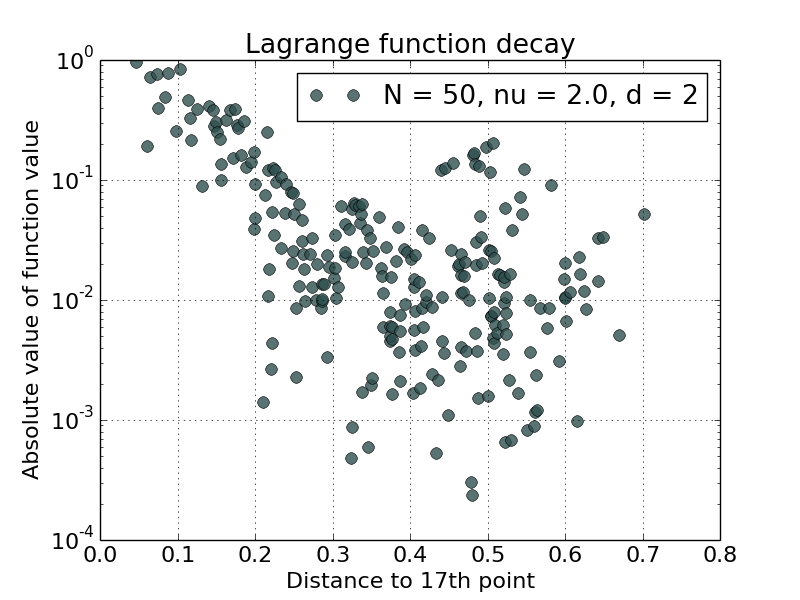 Lagrange function decay
N = 50, nu = 2.0, d = 2
Absolute value of function value
10^0
10^-1
10^-2
10^-3
10^-4
0.0 0.1 0.2 0.3 0.4 0.5 0.6 0.7 0.8
Distance to 17th point